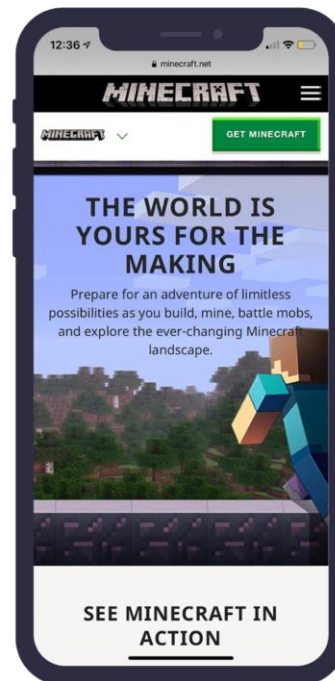 12:36
minecraft.net
MINECRAFT
MINECRAFT
GET MINECRAFT
THE WORLD IS
YOURS FOR THE
MAKING
Prepare for an adventure of limitless
possibilities as you build, mine, battle mobs,
and explore the ever-changing Minecraft
landscape.
SEE MINECRAFT IN
ACTION